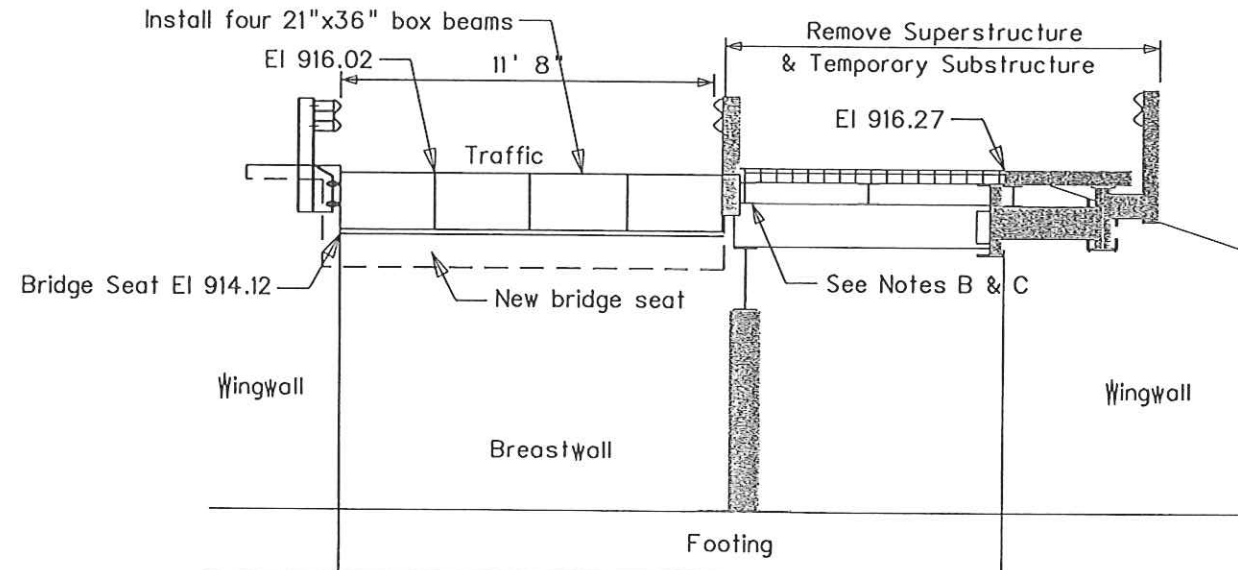 Install four 21"x36" box beams
El 916.02
11' 8"
Remove Superstructure
& Temporary Substructure
El 916.27
Traffic
Bridge Seat El 914.12
New bridge seat
See Notes B & C
Wingwall
Wingwall
Breastwall
Footing